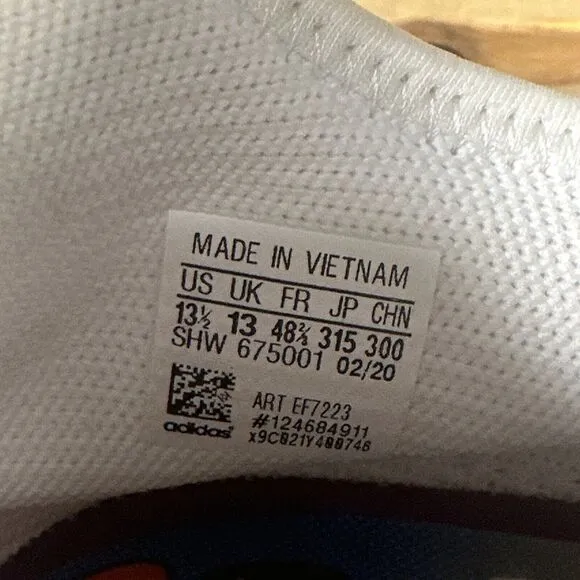 MADE IN VIETNAM
US UK FR JP CHN
13½ 13 48⅔ 315 300
SHW 675001 02/20
ART EF7223
#124684911
adidas